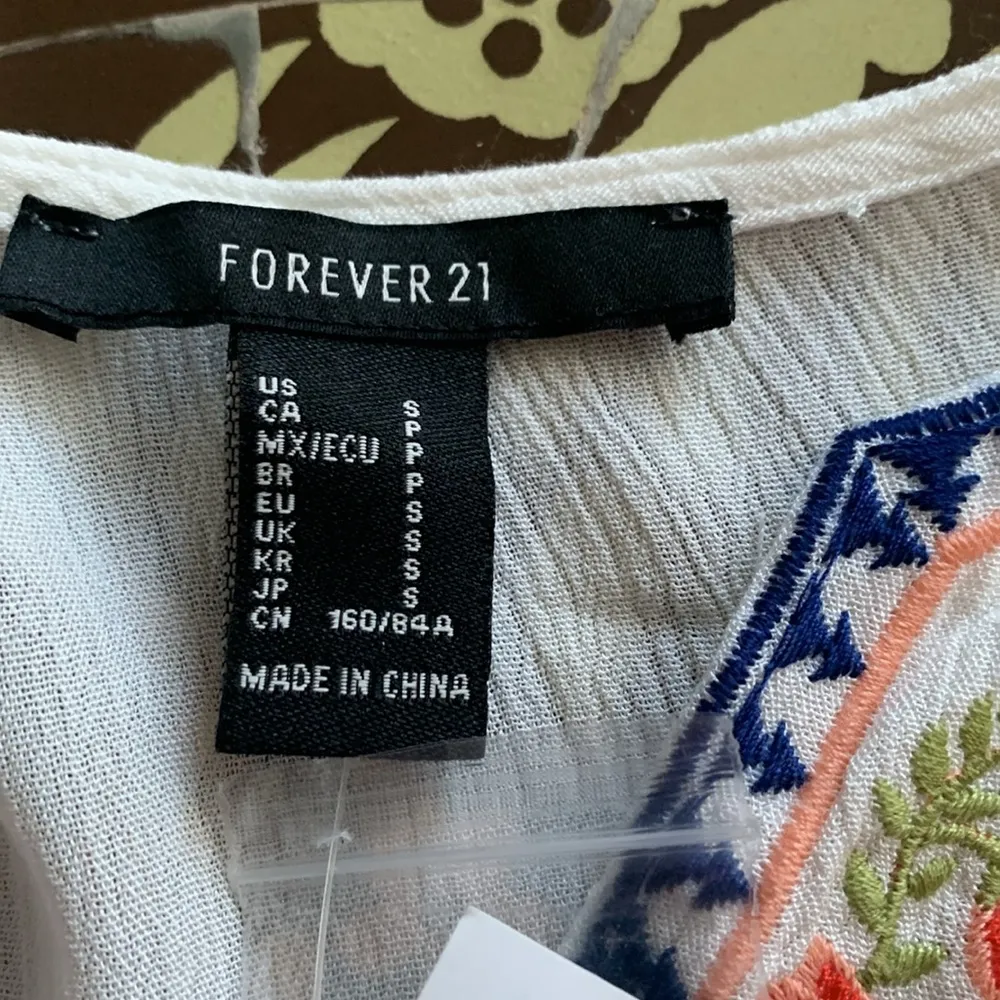 FOREVER 21
US S
CA P
MX/ECU P
BR P
EU S
UK S
KR S
JP S
CN 160/84A
MADE IN CHINA